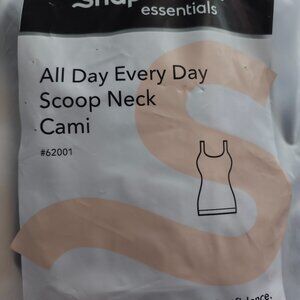 essentials
All Day Every Day
Scoop Neck
Cami
#62001